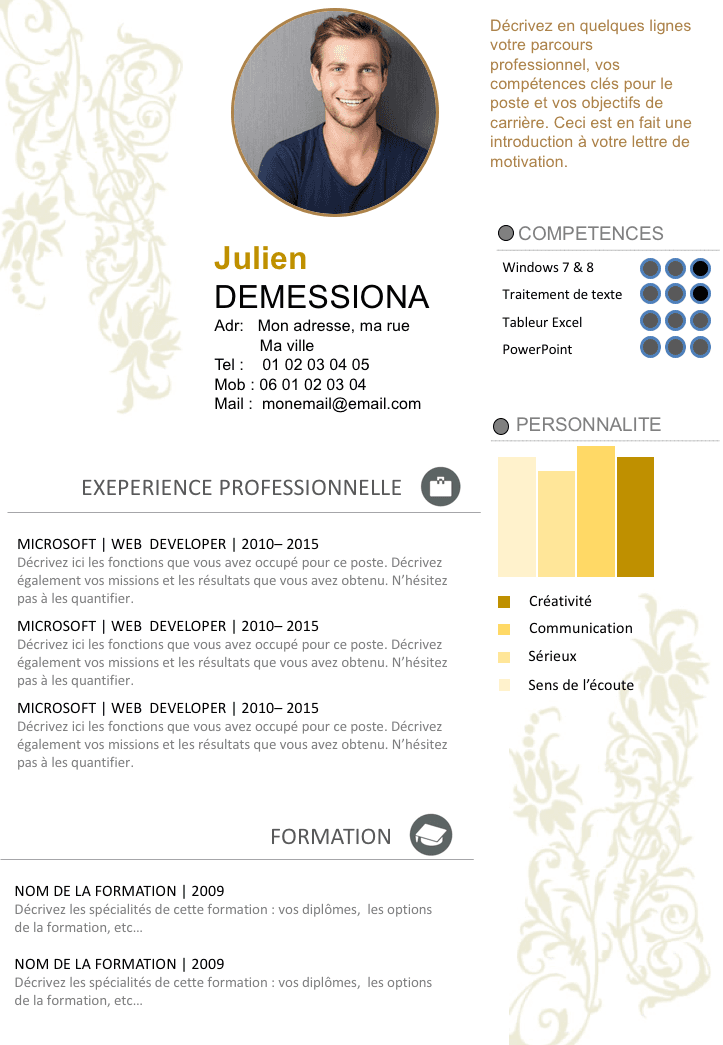 Décrivez en quelques lignes
votre parcours
professionnel, vos
compétences clés pour le
poste et vos objectifs de
carrière. Ceci est en fait une
introduction à votre lettre de
motivation.
Julien
DEMESSIONA
Adr: Mon adresse, ma rue
Ma ville
Tel : 01 02 03 04 05
Mob : 06 01 02 03 04
Mail : monemail@email.com
COMPETENCES
Windows 7 & 8
Traitement de texte
Tableur Excel
PowerPoint
PERSONNALITE
Créativité
Communication
Sérieux
Sens de l’écoute
EXEPERIENCE PROFESSIONNELLE
MICROSOFT | WEB DEVELOPER | 2010– 2015
Décrivez ici les fonctions que vous avez occupé pour ce poste. Décrivez
également vos missions et les résultats que vous avez obtenu. N’hésitez
pas à les quantifier.
MICROSOFT | WEB DEVELOPER | 2010– 2015
Décrivez ici les fonctions que vous avez occupé pour ce poste. Décrivez
également vos missions et les résultats que vous avez obtenu. N’hésitez
pas à les quantifier.
MICROSOFT | WEB DEVELOPER | 2010– 2015
Décrivez ici les fonctions que vous avez occupé pour ce poste. Décrivez
également vos missions et les résultats que vous avez obtenu. N’hésitez
pas à les quantifier.
FORMATION
NOM DE LA FORMATION | 2009
Décrivez les spécialités de cette formation : vos diplômes, les options
de la formation, etc…
NOM DE LA FORMATION | 2009
Décrivez les spécialités de cette formation : vos diplômes, les options
de la formation, etc…